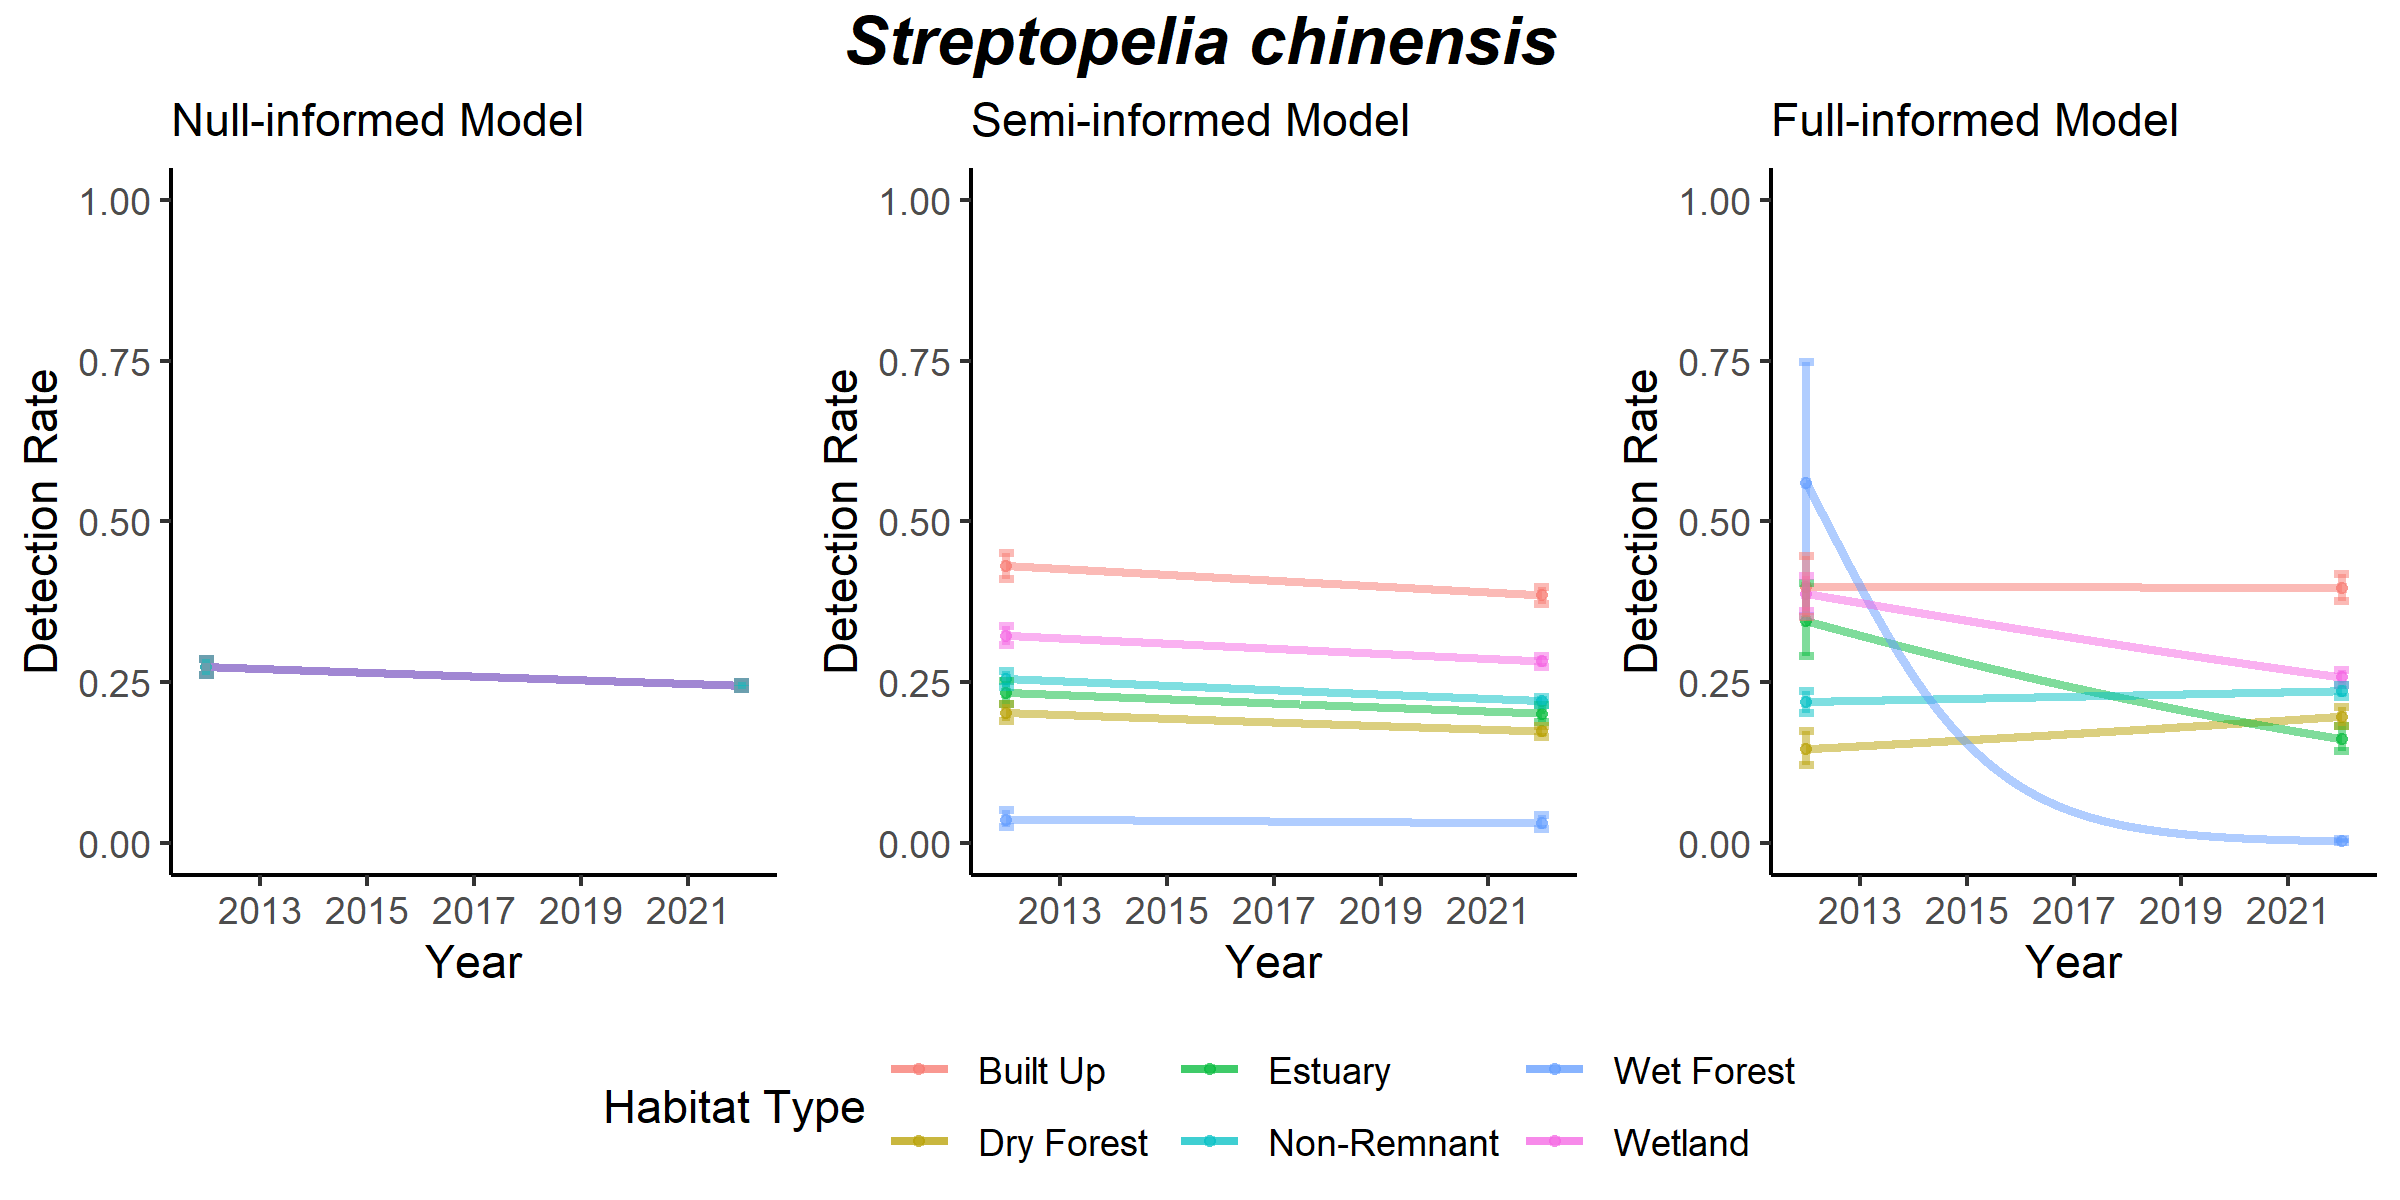 Streptopelia chinensis
Null-informed Model
Semi-informed Model
Full-informed Model
1.00
0.75
0.50
0.25
0.00
Detection Rate
2013 2015 2017 2019 2021
Year
1.00
0.75
0.50
0.25
0.00
Detection Rate
2013 2015 2017 2019 2021
Year
1.00
0.75
0.50
0.25
0.00
Detection Rate
2013 2015 2017 2019 2021
Year
Habitat Type
Built Up
Estuary
Wet Forest
Dry Forest
Non-Remnant
Wetland